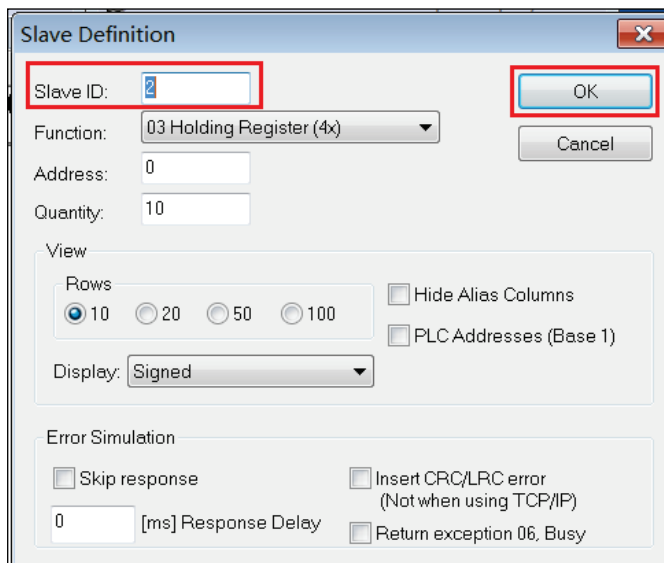 Slave Definition
Slave ID: 2
OK
Function: 03 Holding Register (4x)
Cancel
Address: 0
Quantity: 10
View
Rows
10 20 50 100
Hide Alias Columns
PLC Addresses (Base 1)
Display: Signed
Error Simulation
Skip response
Insert CRC/LRC error
(Not when using TCP/IP)
0 [ms] Response Delay
Return exception 06, Busy